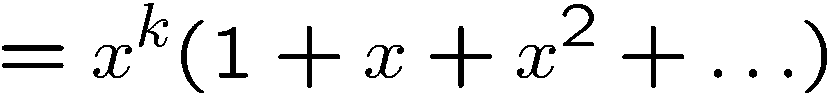 = x^k(1 + x + x^2 + ...)